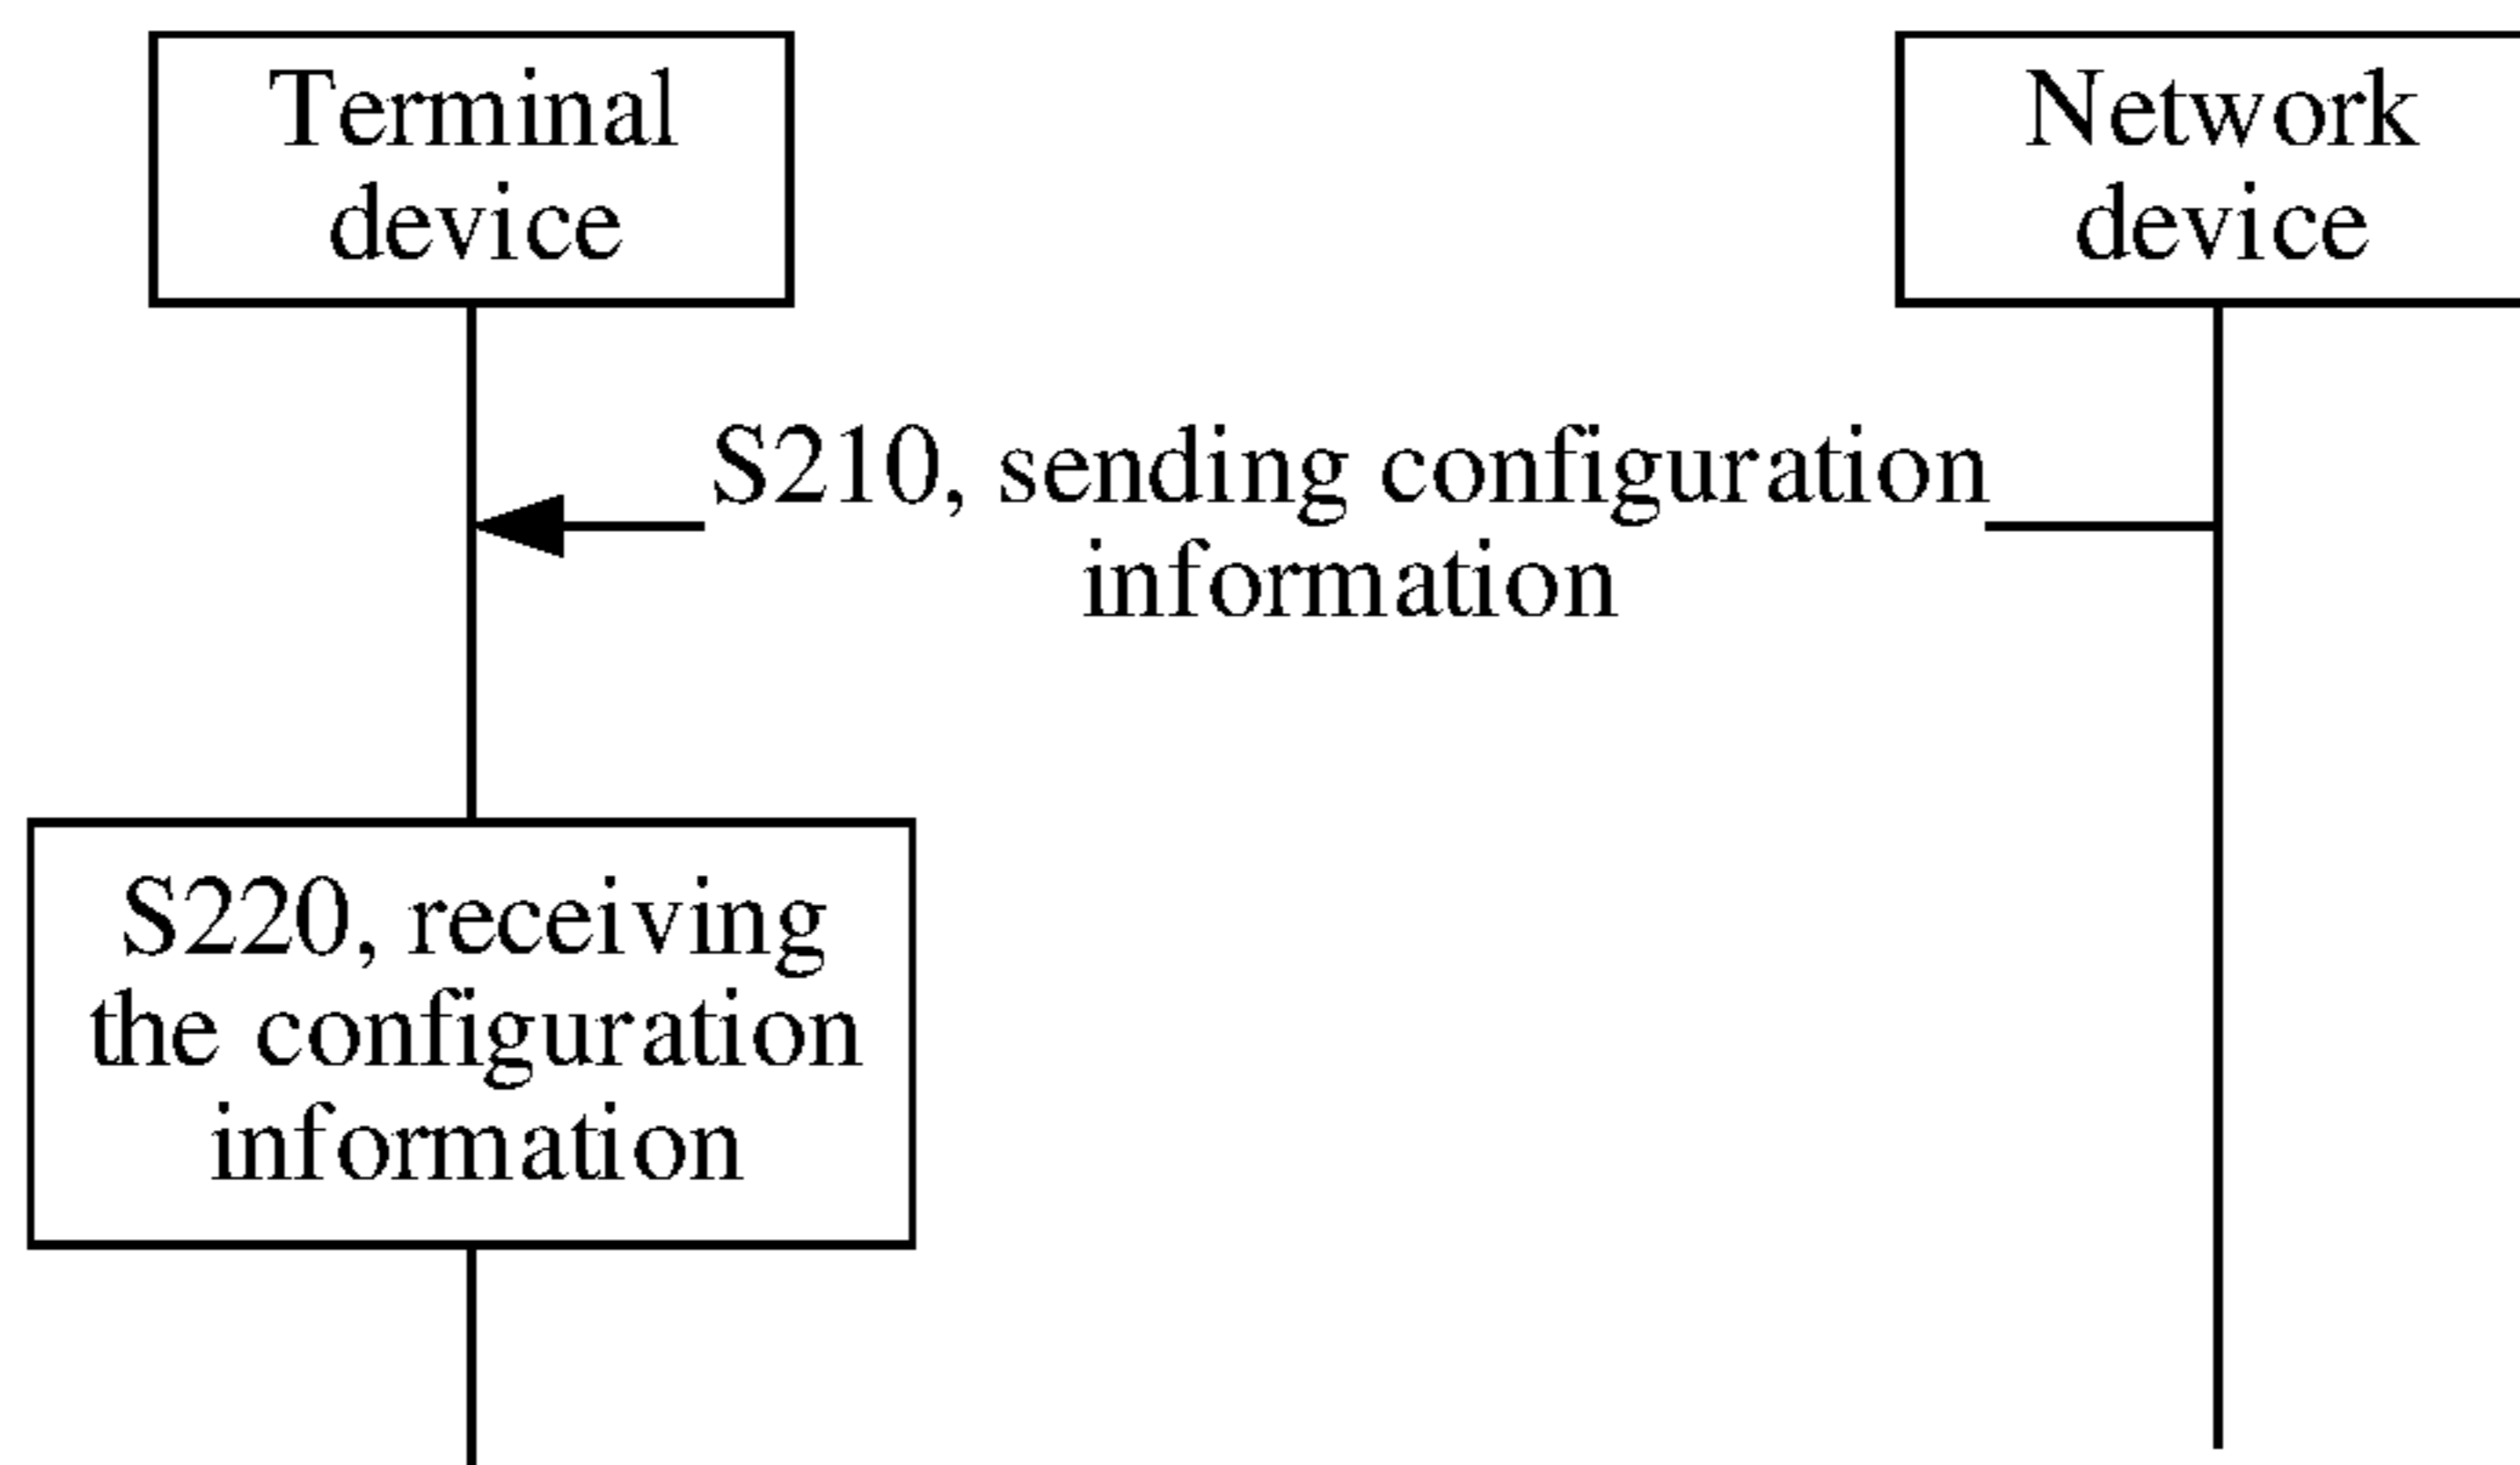 Terminal
device
Network
device
S210, sending configuration
information
S220, receiving
the configuration
information